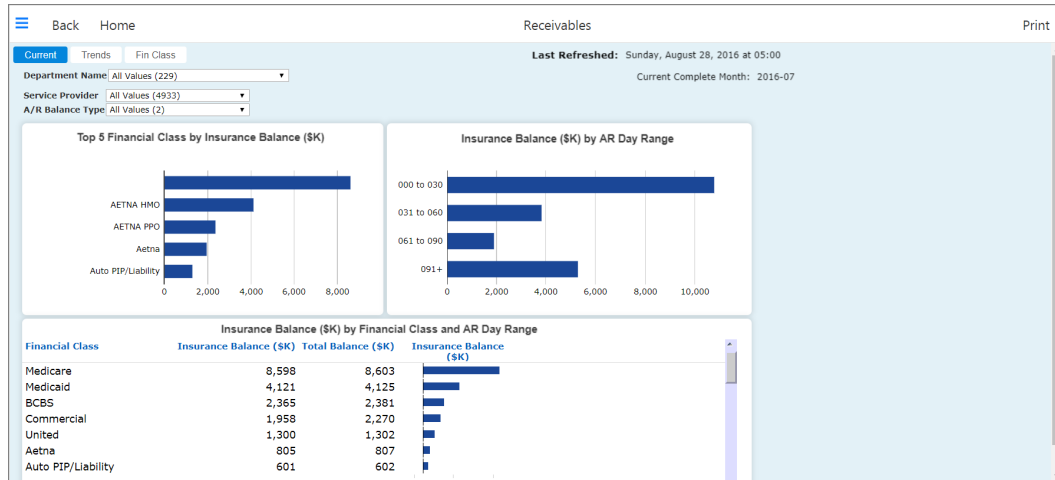 Back Home Receivables Print
Current Trends Fin Class
Last Refreshed: Sunday, August 28, 2016 at 05:00
Department Name All Values (229)
Current Complete Month: 2016-07
Service Provider All Values (4933)
A/R Balance Type All Values (2)
Top 5 Financial Class by Insurance Balance ($K)
AETNA HMO
AETNA PPO
Aetna
Auto PIP/Liability
0 2,000 4,000 6,000 8,000
Insurance Balance ($K) by AR Day Range
000 to 030
031 to 060
061 to 090
091+
0 2,000 4,000 6,000 8,000 10,000
Insurance Balance ($K) by Financial Class and AR Day Range
Financial Class Insurance Balance ($K) Total Balance ($K) Insurance Balance
($K)
Medicare 8,598 8,603
Medicaid 4,121 4,125
BCBS 2,365 2,381
Commercial 1,958 2,270
United 1,300 1,302
Aetna 805 807
Auto PIP/Liability 601 602